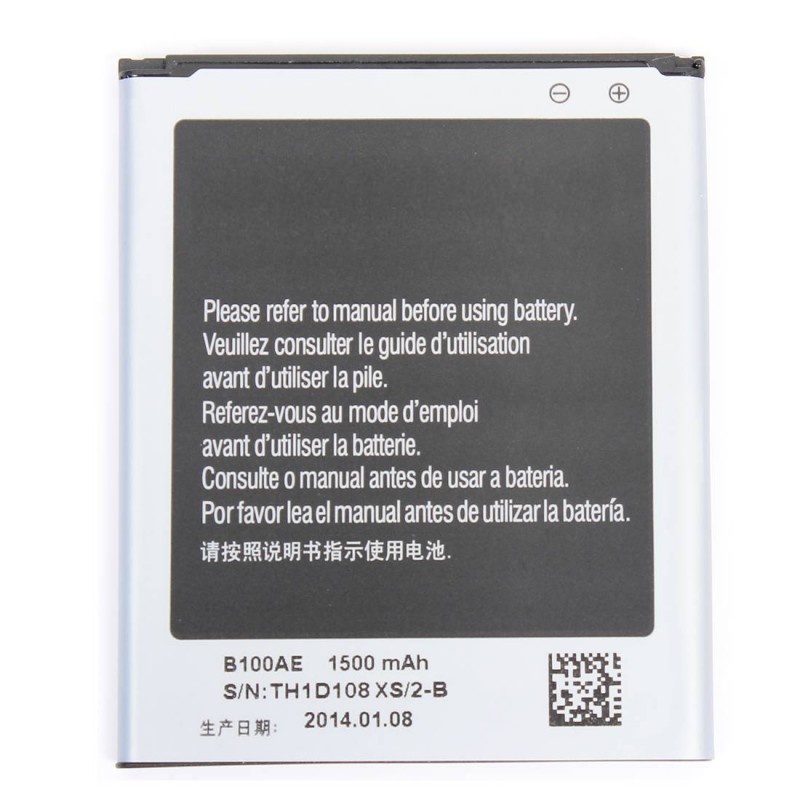 ⊖ ⊕
Please refer to manual before using battery.
Veuillez consulter le guide d'utilisation
avant d'utiliser la pile.
Referez-vous au mode d'emploi
avant d'utiliser la batterie.
Consulte o manual antes de usar a bateria.
Por favor lea el manual antes de utilizar la batería.
请按照说明书指示使用电池.
B100AE 1500 mAh
S/N:TH1D108 XS/2-B
生产日期: 2014.01.08